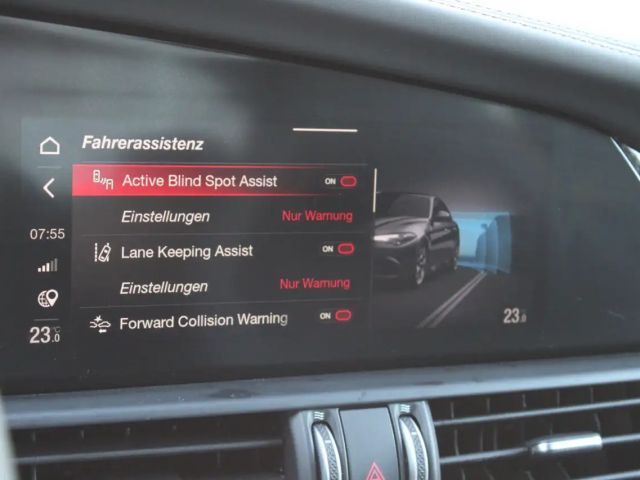 Fahrerassistenz
Active Blind Spot Assist ON
Einstellungen Nur Warnung
07:55
Lane Keeping Assist ON
Einstellungen Nur Warnung
Forward Collision Warning ON
23.0 °C
23.0